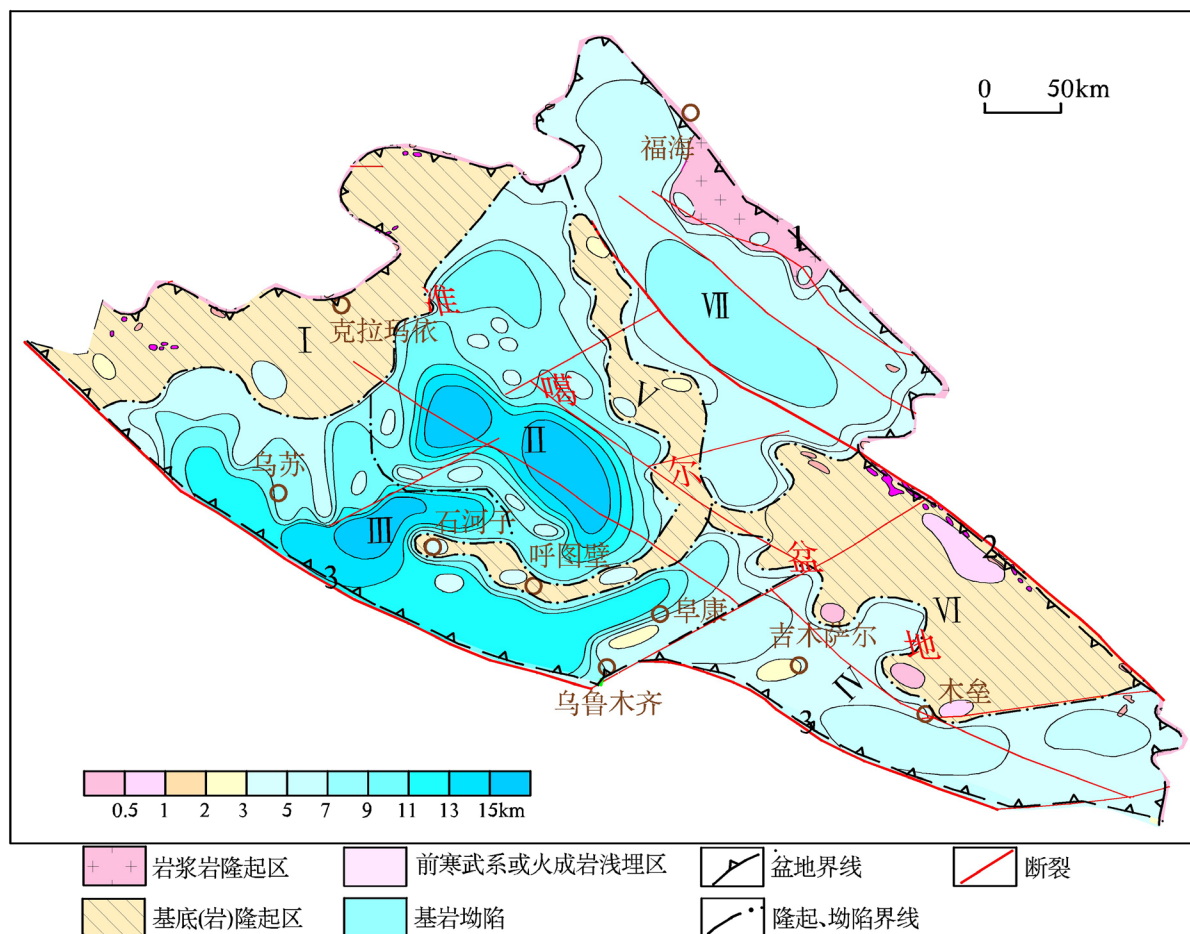 0 50km
福海
1
准
克拉玛依
Ⅰ
Ⅶ
噶
Ⅴ
Ⅱ
尔
乌苏
Ⅲ
石河子
呼图壁
盆
2
3
阜康
吉木萨尔
Ⅵ
地
Ⅳ
木垒
乌鲁木齐
3
0.5 1 2 3 5 7 9 11 13 15km
岩浆岩隆起区
前寒武系或火成岩浅埋区
盆地界线
断裂
基底(岩)隆起区
基岩坳陷
隆起、坳陷界线